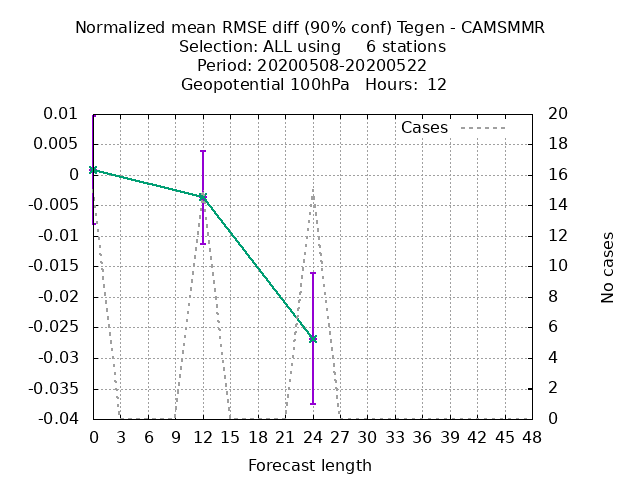 Normalized mean RMSE diff (90% conf) Tegen - CAMSMMR
Selection: ALL using     6 stations
Period: 20200508-20200522
Geopotential 100hPa   Hours:  12
Cases
0.01
0.005
0
-0.005
-0.01
-0.015
-0.02
-0.025
-0.03
-0.035
-0.04
20
18
16
14
12
10
8
6
4
2
0
No cases
0 3 6 9 12 15 18 21 24 27 30 33 36 39 42 45 48
Forecast length